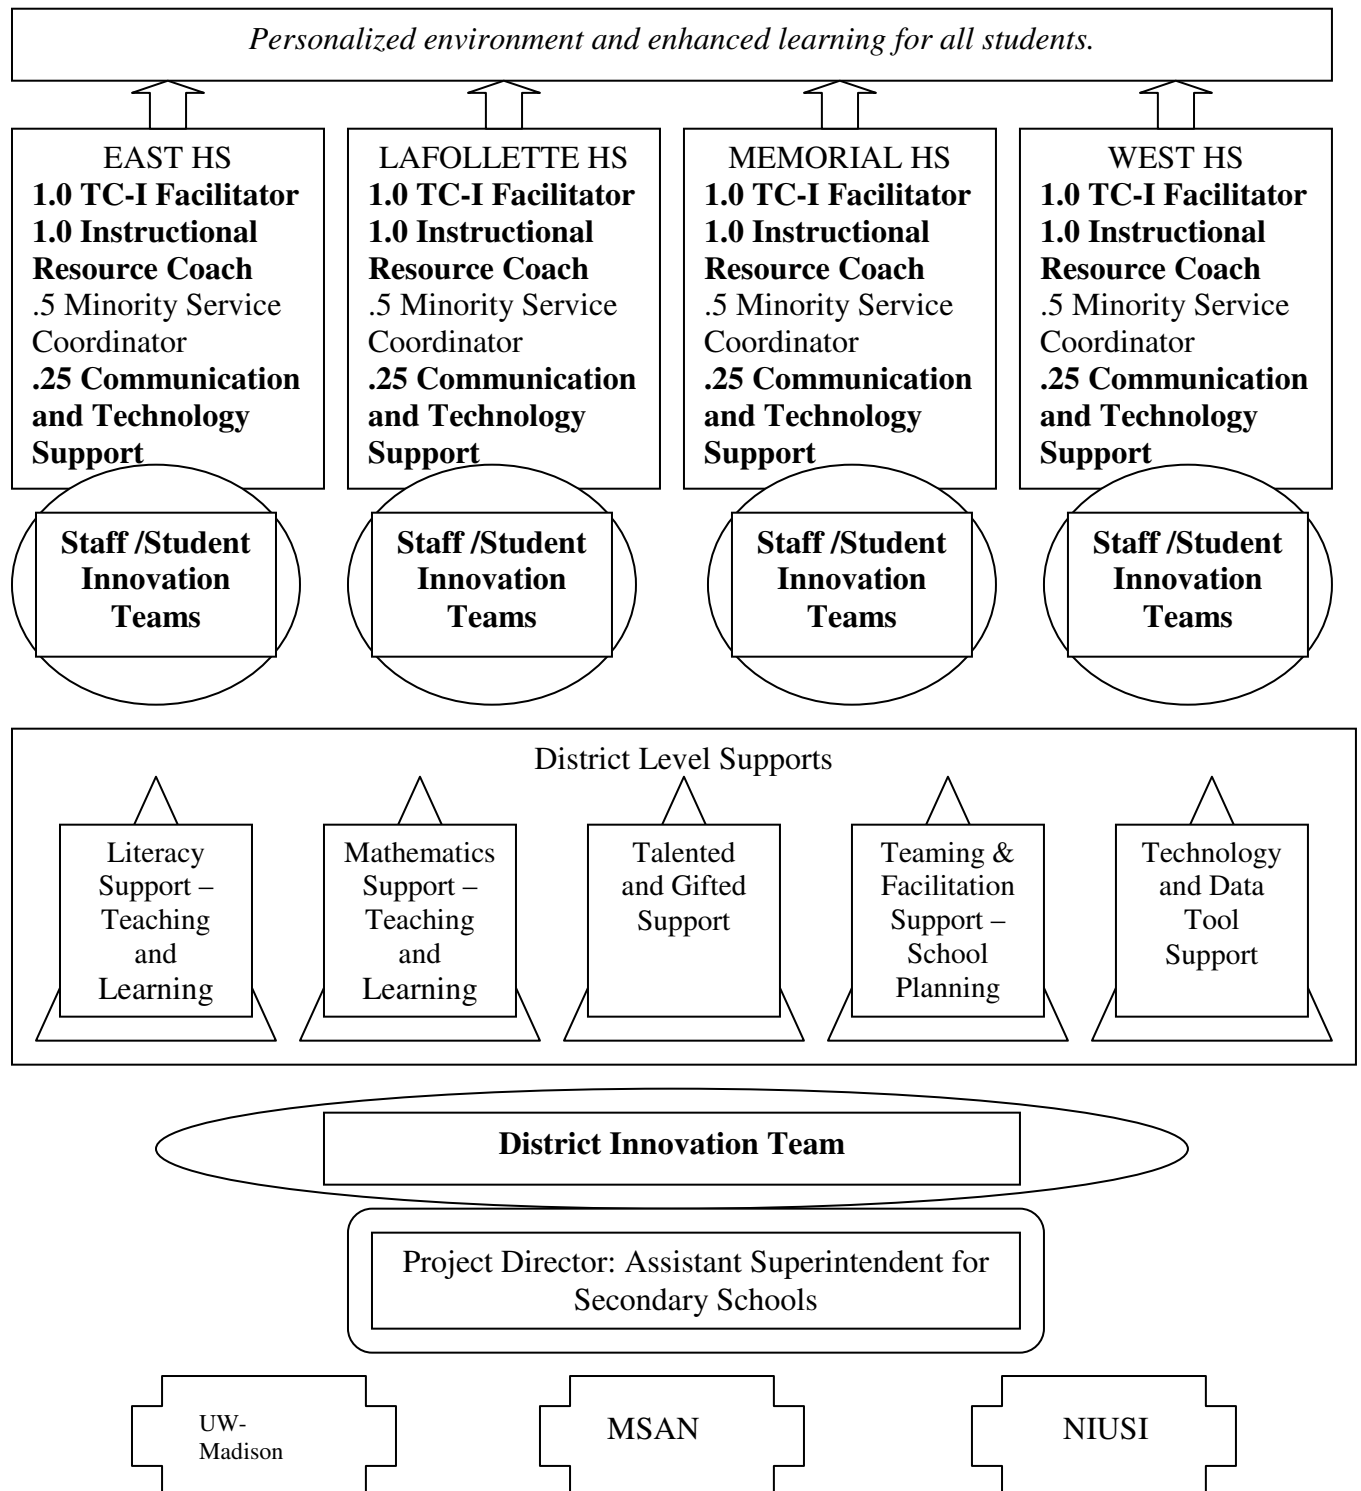 Personalized environment and enhanced learning for all students.
EAST HS
1.0 TC-I Facilitator
1.0 Instructional
Resource Coach
.5 Minority Service
Coordinator
.25 Communication
and Technology
Support
LAFOLLETTE HS
1.0 TC-I Facilitator
1.0 Instructional
Resource Coach
.5 Minority Service
Coordinator
.25 Communication
and Technology
Support
MEMORIAL HS
1.0 TC-I Facilitator
1.0 Instructional
Resource Coach
.5 Minority Service
Coordinator
.25 Communication
and Technology
Support
WEST HS
1.0 TC-I Facilitator
1.0 Instructional
Resource Coach
.5 Minority Service
Coordinator
.25 Communication
and Technology
Support
Staff /Student
Innovation
Teams
Staff /Student
Innovation
Teams
Staff /Student
Innovation
Teams
Staff /Student
Innovation
Teams
District Level Supports
Literacy
Support –
Teaching
and
Learning
Mathematics
Support –
Teaching
and
Learning
Talented
and Gifted
Support
Teaming &
Facilitation
Support –
School
Planning
Technology
and Data
Tool
Support
District Innovation Team
Project Director: Assistant Superintendent for
Secondary Schools
UW-
Madison
MSAN
NIUSI